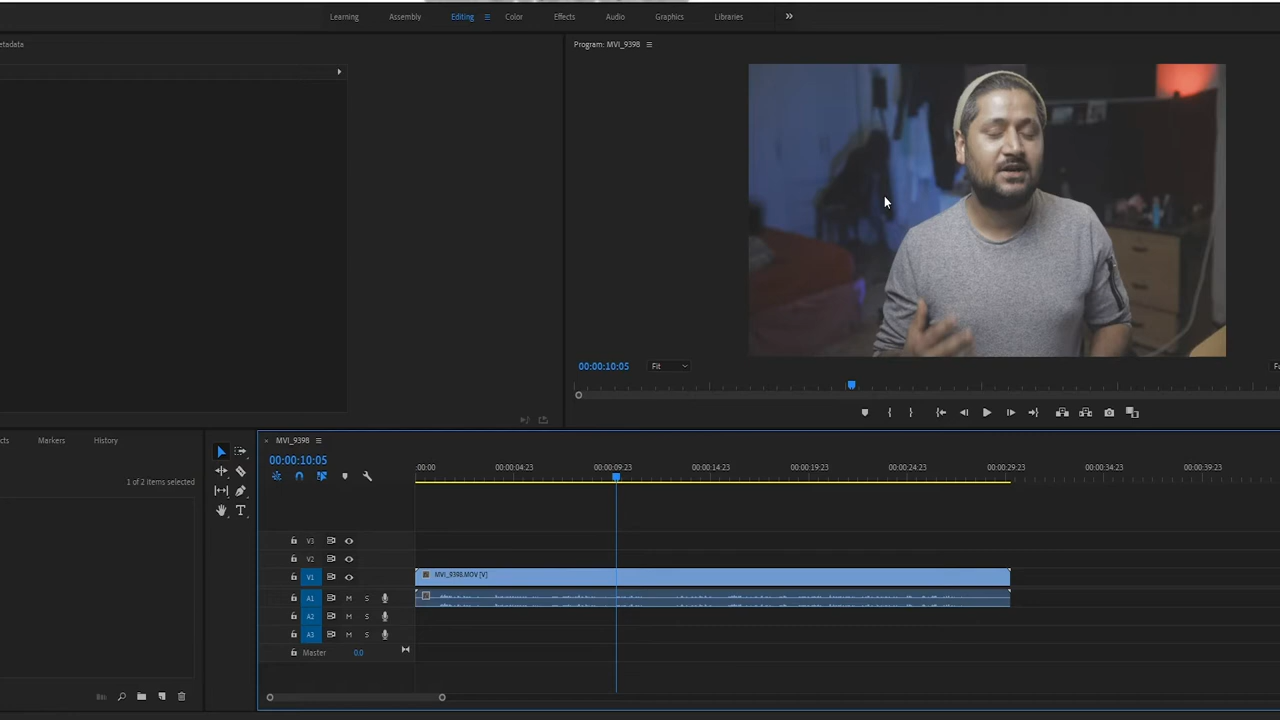 Learning Assembly Editing Color Effects Audio Graphics Libraries
etadata
Program: MVI_9398
00:00:10:05 Fit
Markers History
MVI_9398
00:00:10:05
1 of 2 items selected
:00:00 00:00:04:23 00:00:09:23 00:00:14:23 00:00:19:23 00:00:24:23 00:00:29:23 00:00:34:23 00:00:39:23
V3
V2
V1 MVI_9398.MOV [V]
A1 M S
A2 M S
A3 M S
Master 0.0